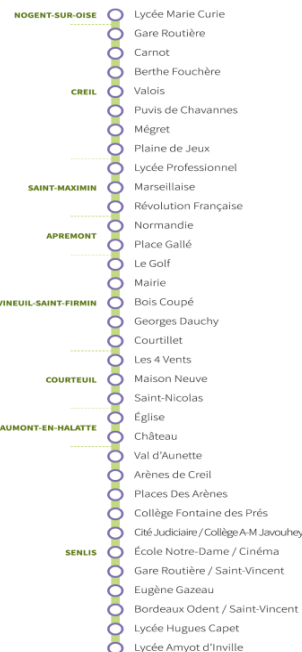 NOGENT-SUR-OISE Lycée Marie Curie
Gare Routière
Carnot
Berthe Fouchère
CREIL Valois
Puvis de Chavannes
Mégret
Plaine de Jeux
Lycée Professionnel
SAINT-MAXIMIN Marseillaise
Révolution Française
Normandie
APREMONT
Place Gallé
Le Golf
Mairie
VINEUIL-SAINT-FIRMIN Bois Coupé
Georges Dauchy
Courtillet
Les 4 Vents
COURTEUIL Maison Neuve
Saint-Nicolas
Église
AUMONT-EN-HALATTE
Château
Val d'Aunette
Arènes de Creil
Places Des Arènes
Collège Fontaine des Prés
Cité Judiciaire / Collège A-M Javouhey
SENLIS École Notre-Dame / Cinéma
Gare Routière / Saint-Vincent
Eugène Gazeau
Bordeaux Odent / Saint-Vincent
Lycée Hugues Capet
Lycée Amyot d'Inville